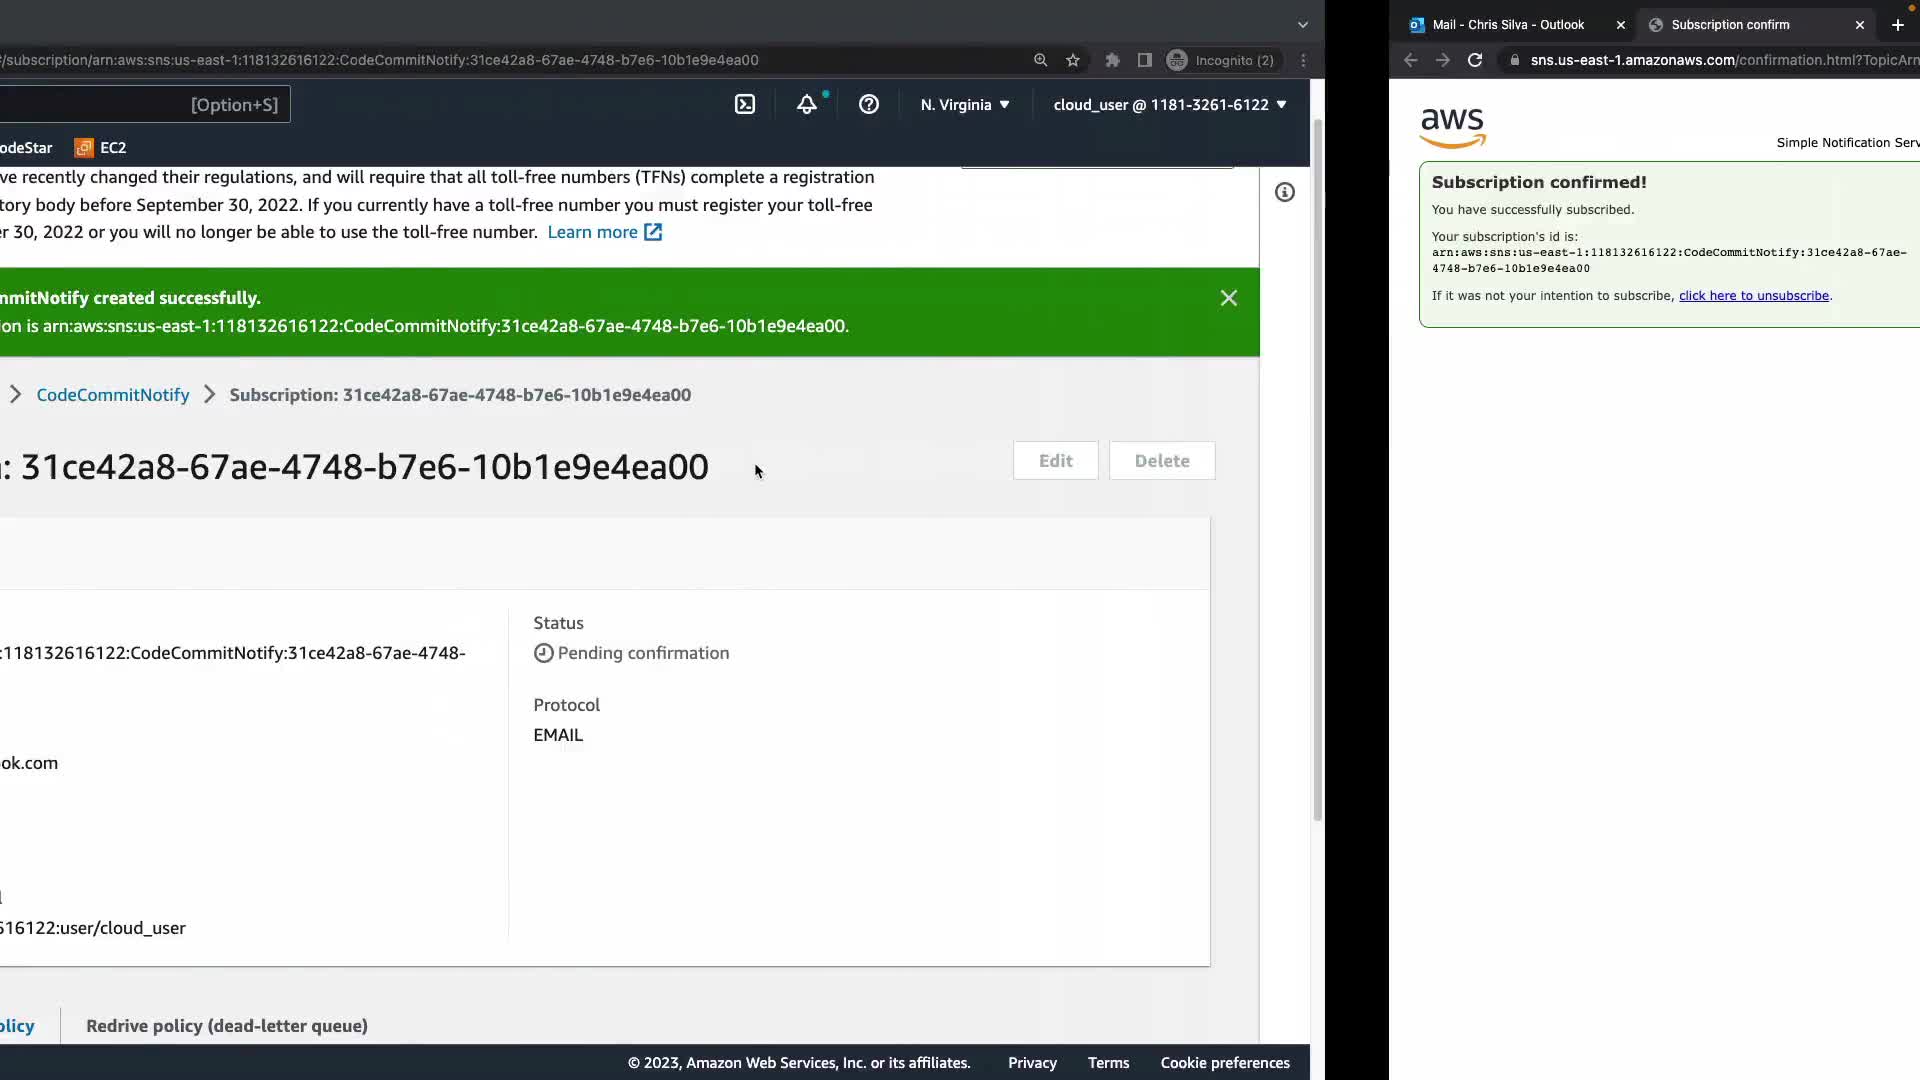 Mail - Chris Silva - Outlook
Subscription confirm
/subscription/arn:aws:sns:us-east-1:118132616122:CodeCommitNotify:31ce42a8-67ae-4748-b7e6-10b1e9e4ea00
Incognito (2)
sns.us-east-1.amazonaws.com/confirmation.html?TopicArn
[Option+S]
N. Virginia
cloud_user @ 1181-3261-6122
odeStar
EC2
ve recently changed their regulations, and will require that all toll-free numbers (TFNs) complete a registration
tory body before September 30, 2022. If you currently have a toll-free number you must register your toll-free
er 30, 2022 or you will no longer be able to use the toll-free number. Learn more
mmitNotify created successfully.
ion is arn:aws:sns:us-east-1:118132616122:CodeCommitNotify:31ce42a8-67ae-4748-b7e6-10b1e9e4ea00.
CodeCommitNotify
Subscription: 31ce42a8-67ae-4748-b7e6-10b1e9e4ea00
: 31ce42a8-67ae-4748-b7e6-10b1e9e4ea00
Edit
Delete
Status
Pending confirmation
:118132616122:CodeCommitNotify:31ce42a8-67ae-4748-
Protocol
EMAIL
ok.com
616122:user/cloud_user
olicy
Redrive policy (dead-letter queue)
© 2023, Amazon Web Services, Inc. or its affiliates.
Privacy
Terms
Cookie preferences
aws
Simple Notification Serv
Subscription confirmed!
You have successfully subscribed.
Your subscription's id is:
arn:aws:sns:us-east-1:118132616122:CodeCommitNotify:31ce42a8-67ae-
4748-b7e6-10b1e9e4ea00
If it was not your intention to subscribe, click here to unsubscribe.